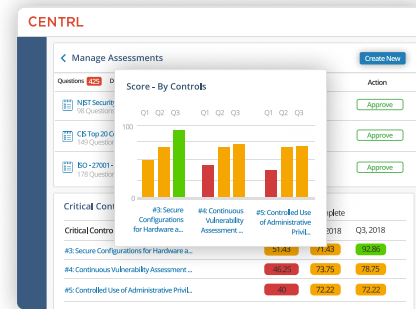 CENTRL
Manage Assessments
Create New
Questions 425 D
Action
Score - By Controls
Q1 Q2 Q3 Q1 Q2 Q3 Q1 Q2 Q3
100
0
#3: Secure Configurations for Hardware a...
#4: Continuous Vulnerability Assessment ...
#5: Controlled Use of Administrative Privil...
NIST Security
98 Question
Approve
CIS Top 20 C
149 Question
Approve
ISO - 27001 -
178 Question
Approve
Critical Cont
plete
Critical Contro
2018 Q3, 2018
#3: Secure Configurations for Hardware a...
51.43 71.43 92.86
#4: Continuous Vulnerability Assessment ...
46.25 73.75 78.75
#5: Controlled Use of Administrative Privil...
40 72.22 72.22